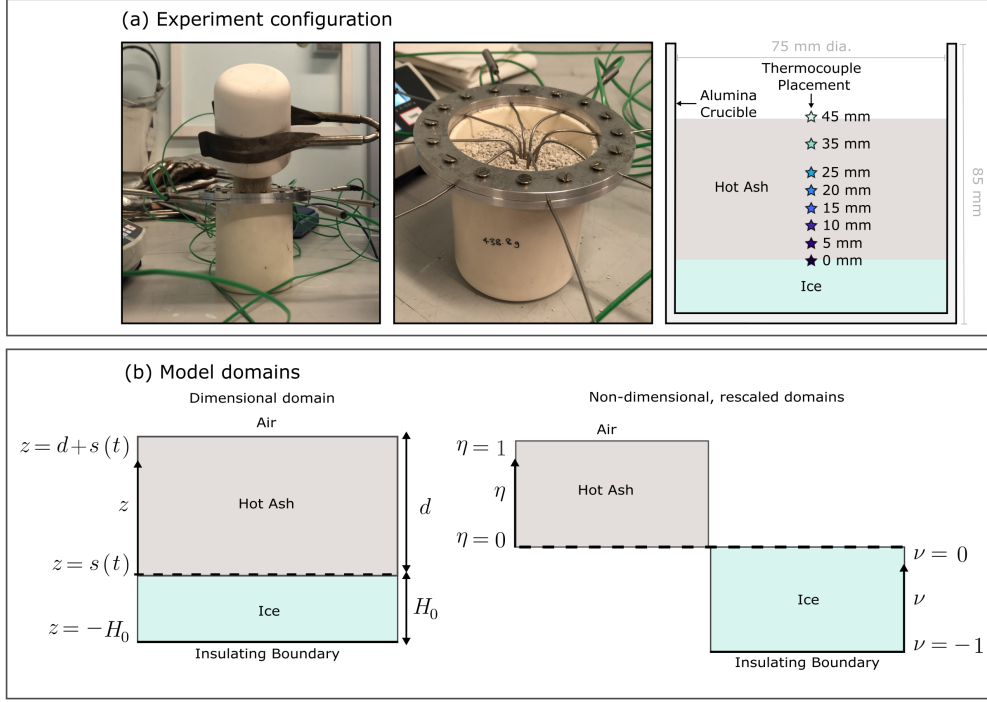 (a) Experiment configuration
438.8g
75 mm dia.
Thermocouple
Placement
Alumina
Crucible
45 mm
35 mm
25 mm
20 mm
15 mm
10 mm
5 mm
0 mm
Hot Ash
Ice
85 mm
(b) Model domains
Dimensional domain
Air
z = d+s (t)
z
Hot Ash
d
z = s (t)
Ice
H₀
z = −H₀
Insulating Boundary
Non-dimensional, rescaled domains
Air
η = 1
η
Hot Ash
η = 0
ν = 0
Ice
ν
ν = −1
Insulating Boundary